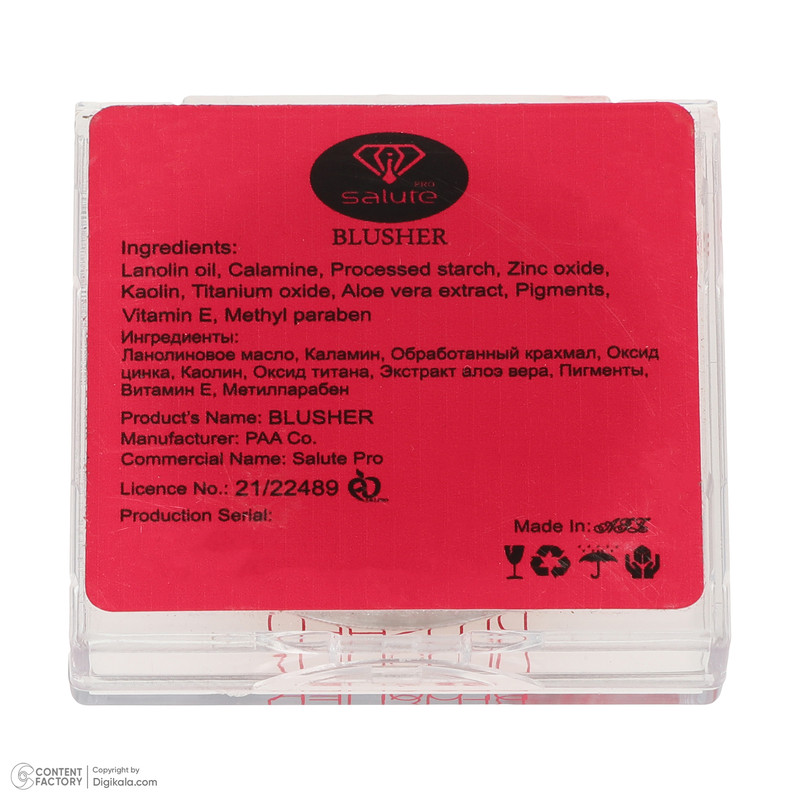 PRO
salute
BLUSHER
Ingredients:
Lanolin oil, Calamine, Processed starch, Zinc oxide,
Kaolin, Titanium oxide, Aloe vera extract, Pigments,
Vitamin E, Methyl paraben
Ингредиенты:
Ланолиновое масло, Каламин, Обработанный крахмал, Оксид
цинка, Каолин, Оксид титана, Экстракт алоэ вера, Пигменты,
Витамин Е, Метилпарабен
Product's Name: BLUSHER
Manufacturer: PAA Co.
Commercial Name: Salute Pro
Licence No.: 21/22489
Production Serial:
Made In:
CONTENT FACTORY
Copyright by
Digikala.com